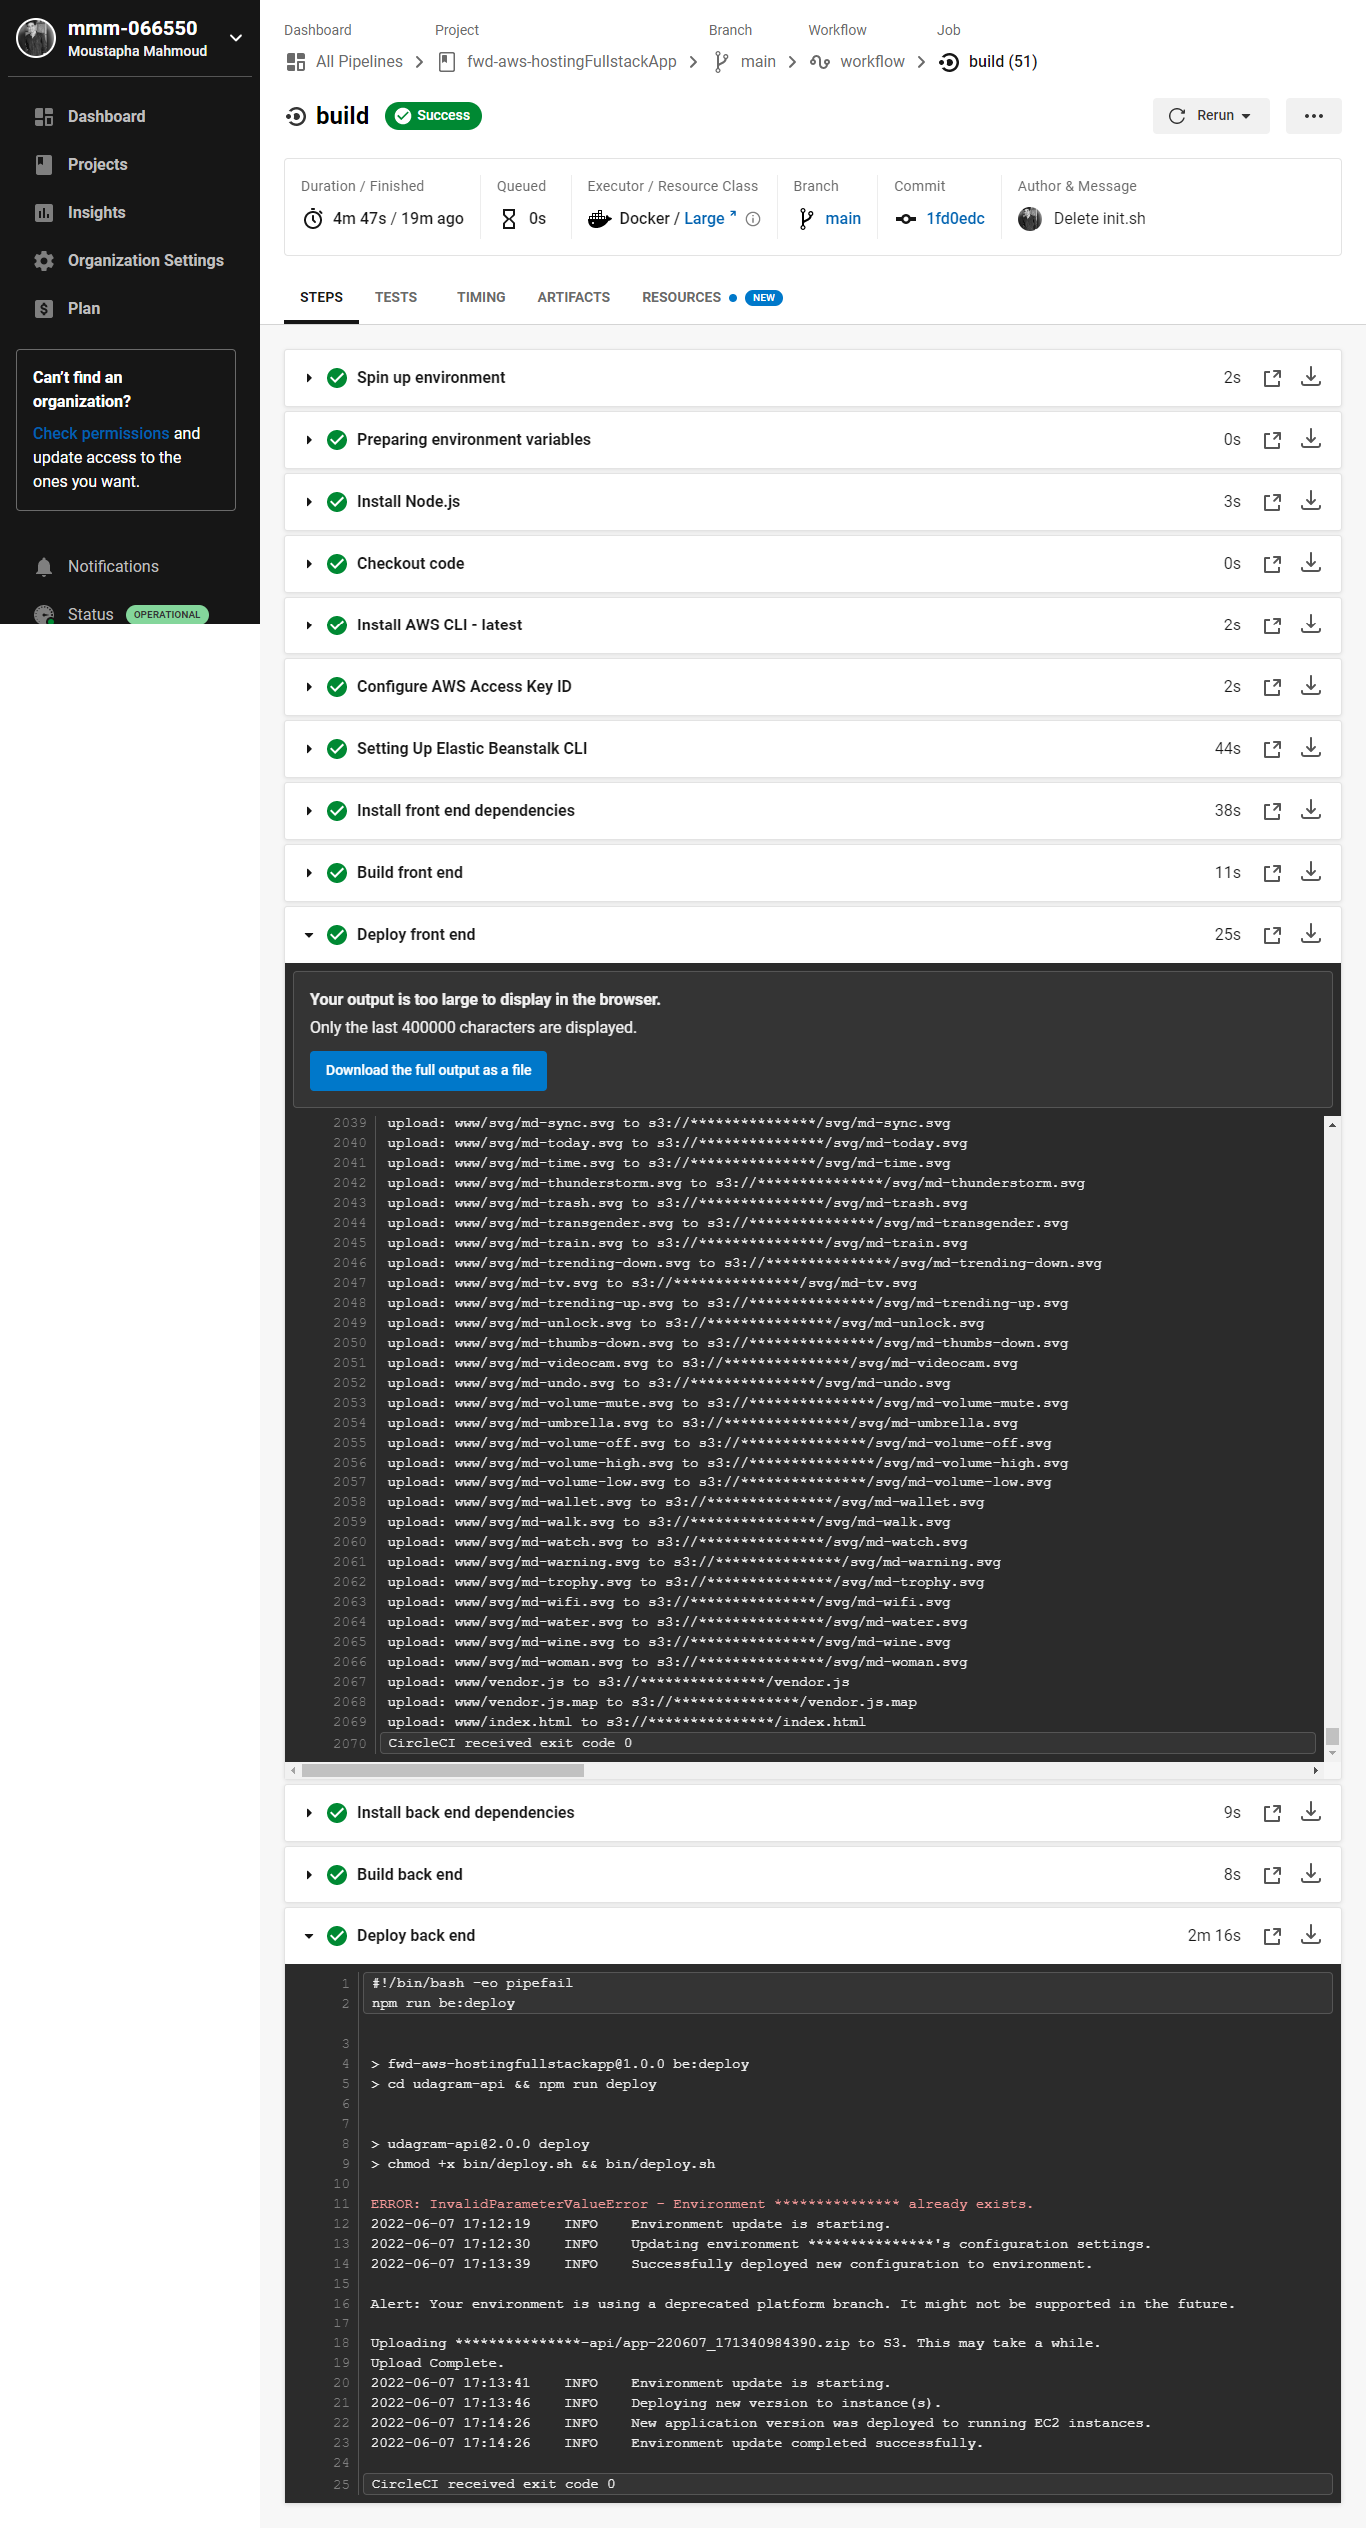 mmm-066550
Moustapha Mahmoud
Dashboard
Projects
Insights
Organization Settings
Plan
Can't find an
organization?
Check permissions and
update access to the
ones you want.
Notifications
Status OPERATIONAL
Dashboard Project Branch Workflow Job
All Pipelines fwd-aws-hostingFullstackApp main workflow build (51)
build Success Rerun
Duration / Finished Queued Executor / Resource Class Branch Commit Author & Message
4m 47s / 19m ago 0s Docker / Large main 1fd0edc Delete init.sh
STEPS TESTS TIMING ARTIFACTS RESOURCES NEW
Spin up environment 2s
Preparing environment variables 0s
Install Node.js 3s
Checkout code 0s
Install AWS CLI - latest 2s
Configure AWS Access Key ID 2s
Setting Up Elastic Beanstalk CLI 44s
Install front end dependencies 38s
Build front end 11s
Deploy front end 25s
Your output is too large to display in the browser.
Only the last 400000 characters are displayed.
Download the full output as a file
2039 upload: www/svg/md-sync.svg to s3://***************/svg/md-sync.svg
2040 upload: www/svg/md-today.svg to s3://***************/svg/md-today.svg
2041 upload: www/svg/md-time.svg to s3://***************/svg/md-time.svg
2042 upload: www/svg/md-thunderstorm.svg to s3://***************/svg/md-thunderstorm.svg
2043 upload: www/svg/md-trash.svg to s3://***************/svg/md-trash.svg
2044 upload: www/svg/md-transgender.svg to s3://***************/svg/md-transgender.svg
2045 upload: www/svg/md-train.svg to s3://***************/svg/md-train.svg
2046 upload: www/svg/md-trending-down.svg to s3://***************/svg/md-trending-down.svg
2047 upload: www/svg/md-tv.svg to s3://***************/svg/md-tv.svg
2048 upload: www/svg/md-trending-up.svg to s3://***************/svg/md-trending-up.svg
2049 upload: www/svg/md-unlock.svg to s3://***************/svg/md-unlock.svg
2050 upload: www/svg/md-thumbs-down.svg to s3://***************/svg/md-thumbs-down.svg
2051 upload: www/svg/md-videocam.svg to s3://***************/svg/md-videocam.svg
2052 upload: www/svg/md-undo.svg to s3://***************/svg/md-undo.svg
2053 upload: www/svg/md-volume-mute.svg to s3://***************/svg/md-volume-mute.svg
2054 upload: www/svg/md-umbrella.svg to s3://***************/svg/md-umbrella.svg
2055 upload: www/svg/md-volume-off.svg to s3://***************/svg/md-volume-off.svg
2056 upload: www/svg/md-volume-high.svg to s3://***************/svg/md-volume-high.svg
2057 upload: www/svg/md-volume-low.svg to s3://***************/svg/md-volume-low.svg
2058 upload: www/svg/md-wallet.svg to s3://***************/svg/md-wallet.svg
2059 upload: www/svg/md-walk.svg to s3://***************/svg/md-walk.svg
2060 upload: www/svg/md-watch.svg to s3://***************/svg/md-watch.svg
2061 upload: www/svg/md-warning.svg to s3://***************/svg/md-warning.svg
2062 upload: www/svg/md-trophy.svg to s3://***************/svg/md-trophy.svg
2063 upload: www/svg/md-wifi.svg to s3://***************/svg/md-wifi.svg
2064 upload: www/svg/md-water.svg to s3://***************/svg/md-water.svg
2065 upload: www/svg/md-wine.svg to s3://***************/svg/md-wine.svg
2066 upload: www/svg/md-woman.svg to s3://***************/svg/md-woman.svg
2067 upload: www/vendor.js to s3://***************/vendor.js
2068 upload: www/vendor.js.map to s3://***************/vendor.js.map
2069 upload: www/index.html to s3://***************/index.html
2070 CircleCI received exit code 0
Install back end dependencies 9s
Build back end 8s
Deploy back end 2m 16s
1 #!/bin/bash -eo pipefail
2 npm run be:deploy
3
4 > fwd-aws-hostingfullstackapp@1.0.0 be:deploy
5 > cd udagram-api && npm run deploy
6
7
8 > udagram-api@2.0.0 deploy
9 > chmod +x bin/deploy.sh && bin/deploy.sh
10
11 ERROR: InvalidParameterValueError - Environment *************** already exists.
12 2022-06-07 17:12:19 INFO Environment update is starting.
13 2022-06-07 17:12:30 INFO Updating environment ***************'s configuration settings.
14 2022-06-07 17:13:39 INFO Successfully deployed new configuration to environment.
15
16 Alert: Your environment is using a deprecated platform branch. It might not be supported in the future.
17
18 Uploading ***************-api/app-220607_171340984390.zip to S3. This may take a while.
19 Upload Complete.
20 2022-06-07 17:13:41 INFO Environment update is starting.
21 2022-06-07 17:13:46 INFO Deploying new version to instance(s).
22 2022-06-07 17:14:26 INFO New application version was deployed to running EC2 instances.
23 2022-06-07 17:14:26 INFO Environment update completed successfully.
24
25 CircleCI received exit code 0